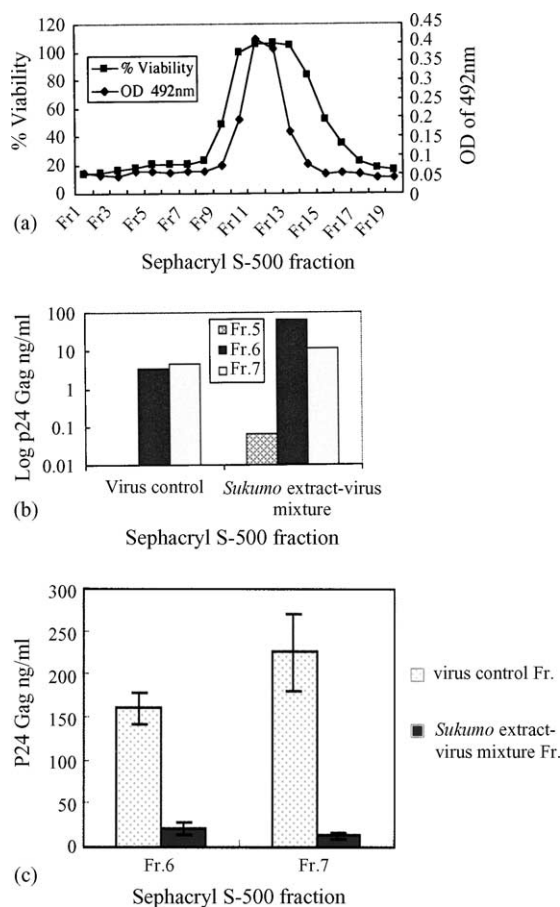 120
100
80
60
40
20
0
% Viability
% Viability
OD 492nm
0.45
0.4
0.35
0.3
0.25
0.2
0.15
0.1
0.05
0
OD of 492nm
Fr1
Fr3
Fr5
Fr7
Fr9
Fr11
Fr13
Fr15
Fr17
Fr19
(a)
Sephacryl S-500 fraction
100
10
1
0.1
0.01
Log p24 Gag ng/ml
Fr.5
Fr.6
Fr.7
Virus control
Sukumo extract-virus
mixture
(b)
Sephacryl S-500 fraction
300
250
200
150
100
50
0
P24 Gag ng/ml
virus control Fr.
Sukumo extract-
virus mixture Fr.
Fr.6
Fr.7
(c)
Sephacryl S-500 fraction